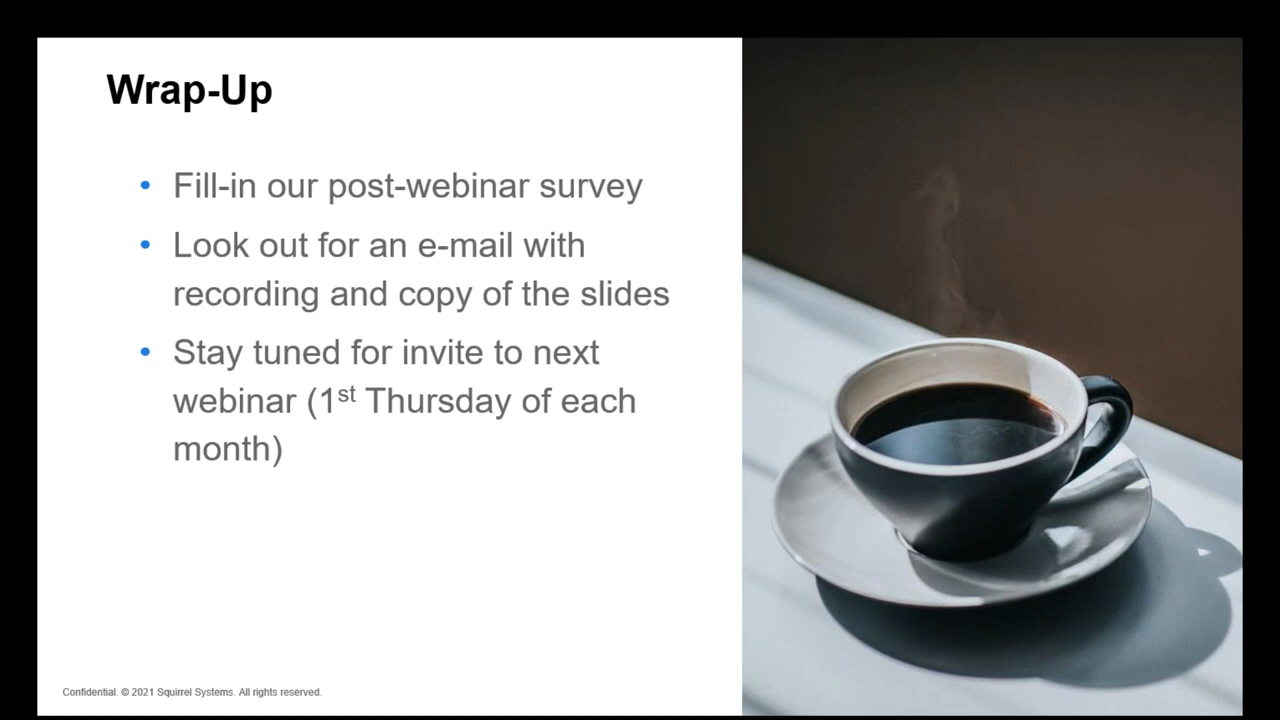 Wrap-Up
• Fill-in our post-webinar survey
• Look out for an e-mail with
recording and copy of the slides
• Stay tuned for invite to next
webinar (1st Thursday of each
month)
Confidential. © 2021 Squirrel Systems. All rights reserved.